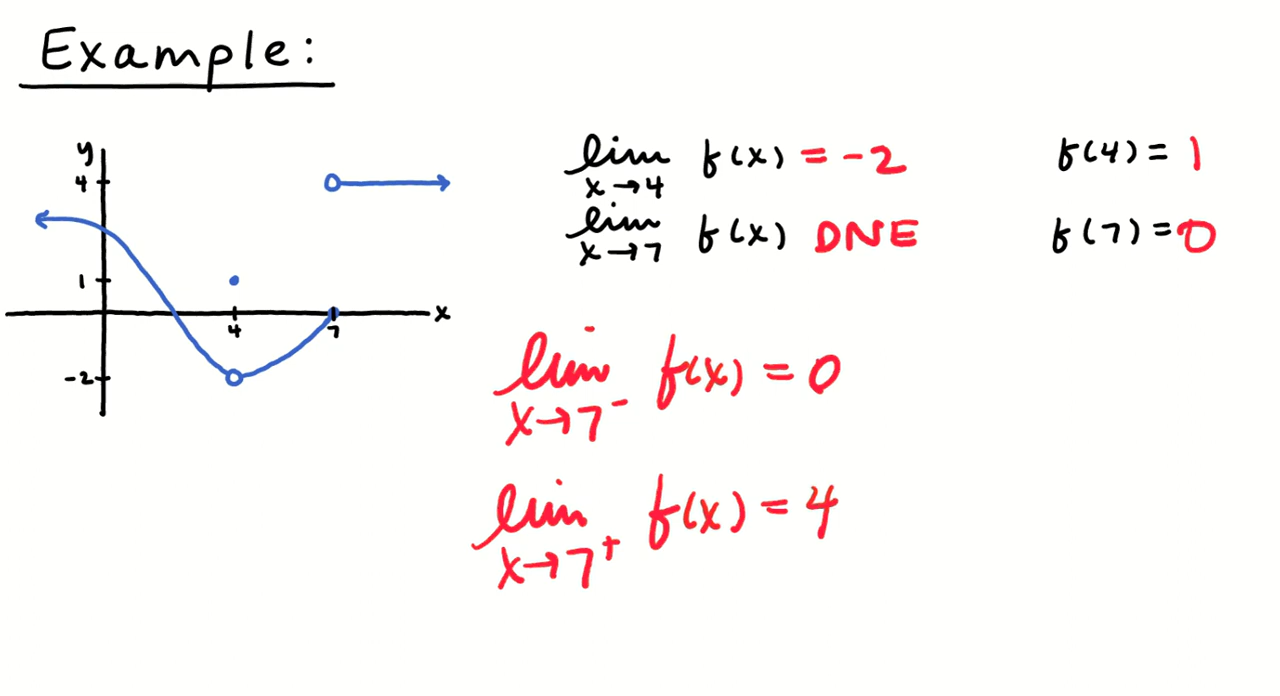 Example:
y
4
1
4
7
x
-2
lim x→4 f(x) = -2
f(4) = 1
lim x→7 f(x) DNE
f(7) = 0
lim x→7⁻ f(x) = 0
lim x→7⁺ f(x) = 4